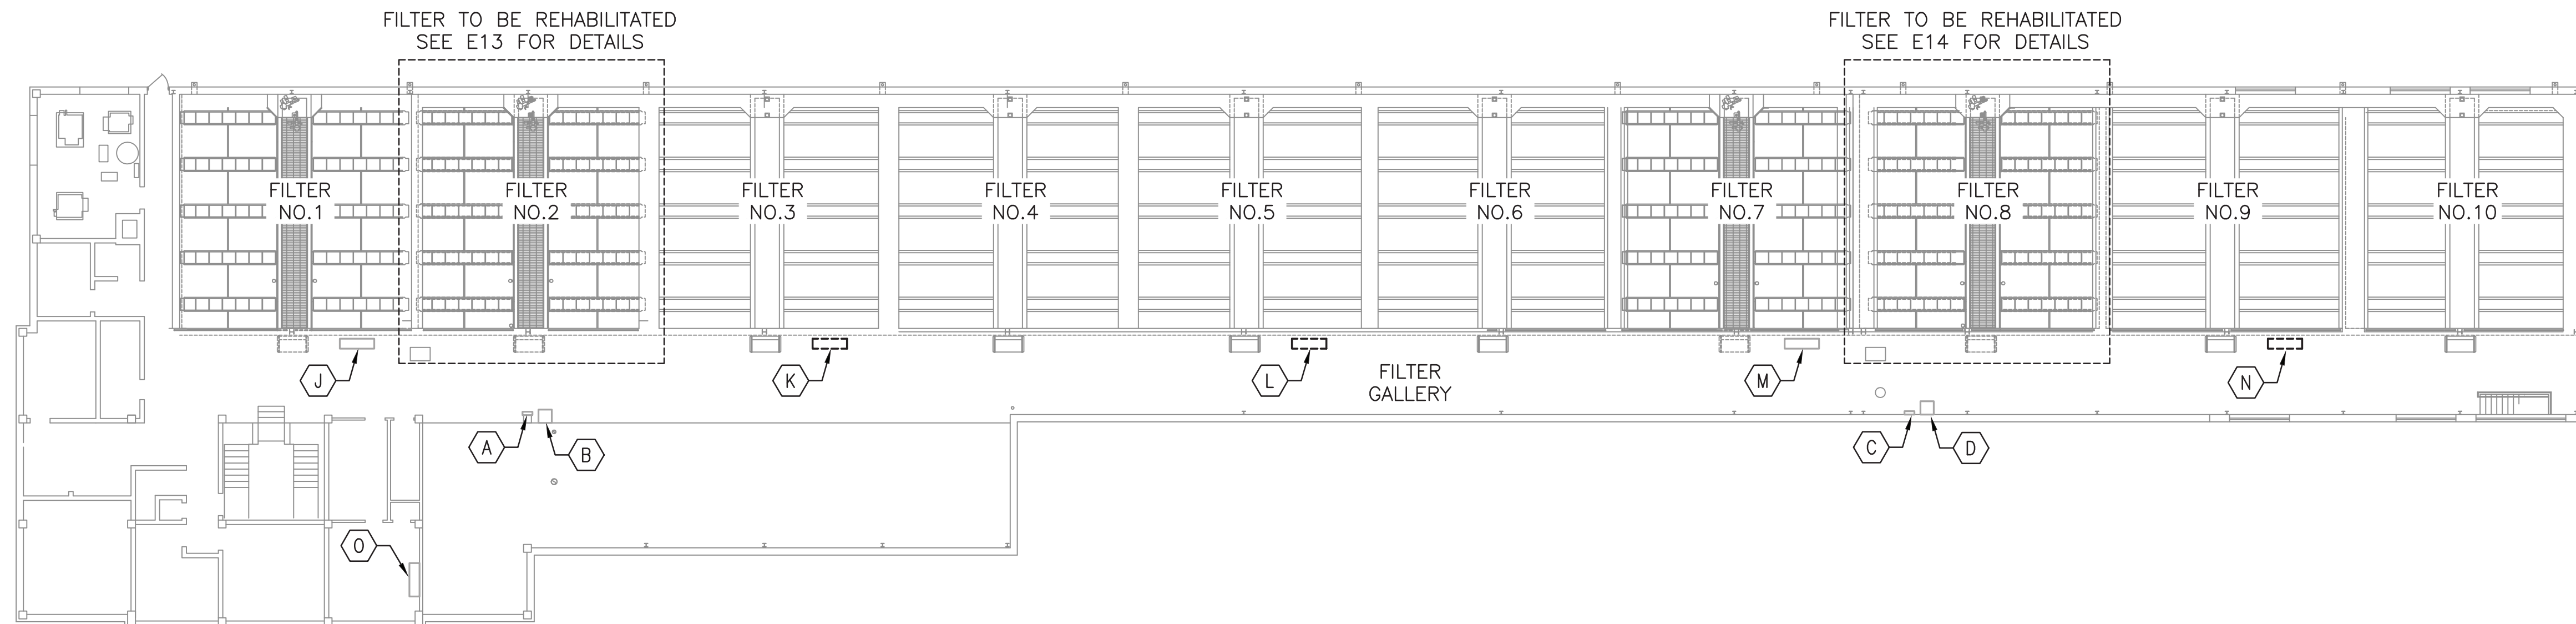 FILTER TO BE REHABILITATED
SEE E13 FOR DETAILS
FILTER TO BE REHABILITATED
SEE E14 FOR DETAILS
FILTER
NO.1
FILTER
NO.2
FILTER
NO.3
FILTER
NO.4
FILTER
NO.5
FILTER
NO.6
FILTER
NO.7
FILTER
NO.8
FILTER
NO.9
FILTER
NO.10
J
K
L
FILTER
GALLERY
M
N
A
B
C
D
O